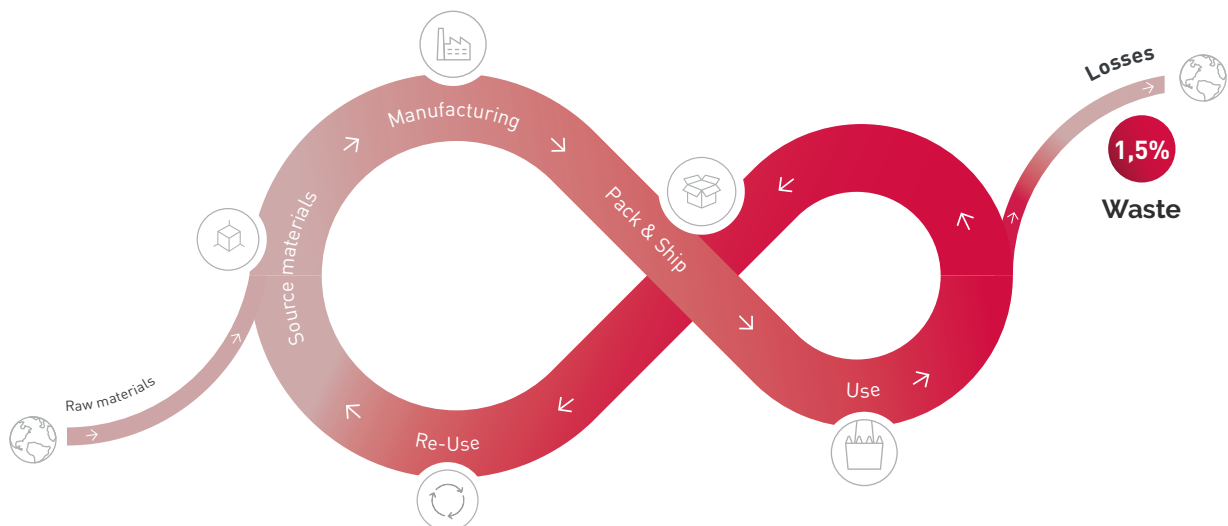 Raw materials
Source materials
Manufacturing
Pack & Ship
Use
Re-Use
Losses
1,5%
Waste